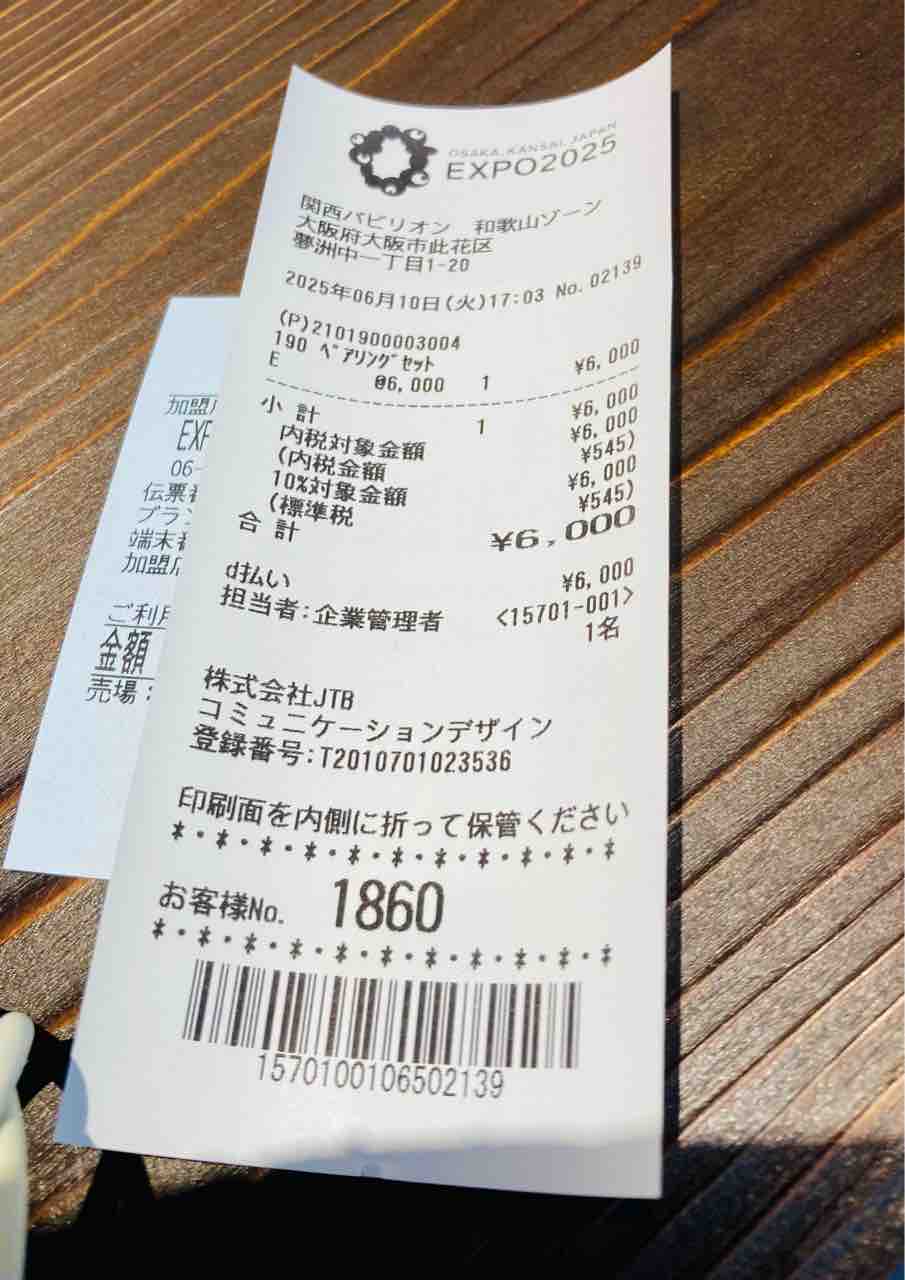 OSAKA, KANSAI, JAPAN
EXPO2025
関西パビリオン　和歌山ゾーン
大阪府大阪市此花区
夢洲中一丁目1-20
2025年06月10日(火)17:03 No. 02139
(P)2101900003004
190 ﾍﾟｱリングセット ¥6,000
E @6,000 1
小 計 1 ¥6,000
内税対象金額 ¥6,000
(内税金額 ¥545)
10%対象金額 ¥6,000
(標準税 ¥545)
合 計 ¥6,000
d払い ¥6,000
担当者:企業管理者 <15701-001>
1名
株式会社JTB
コミュニケーションデザイン
登録番号:T2010701023536
印刷面を内側に折って保管ください
*・*・*・*・*・*・*・*・*・*・*
お客様No. 1860
*・*・*・*・*・*・*・*・*・*・*
1570100106502139
加盟
EXP
06-
伝票
ブラン
端末
加盟店
ご利用
金額
売場: